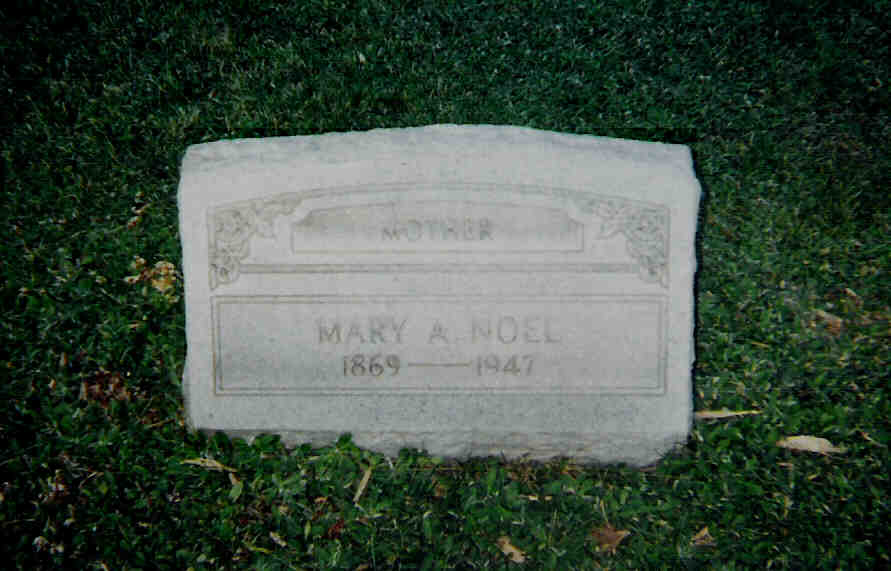 MOTHER
MARY A. NOEL
1869 — 1947